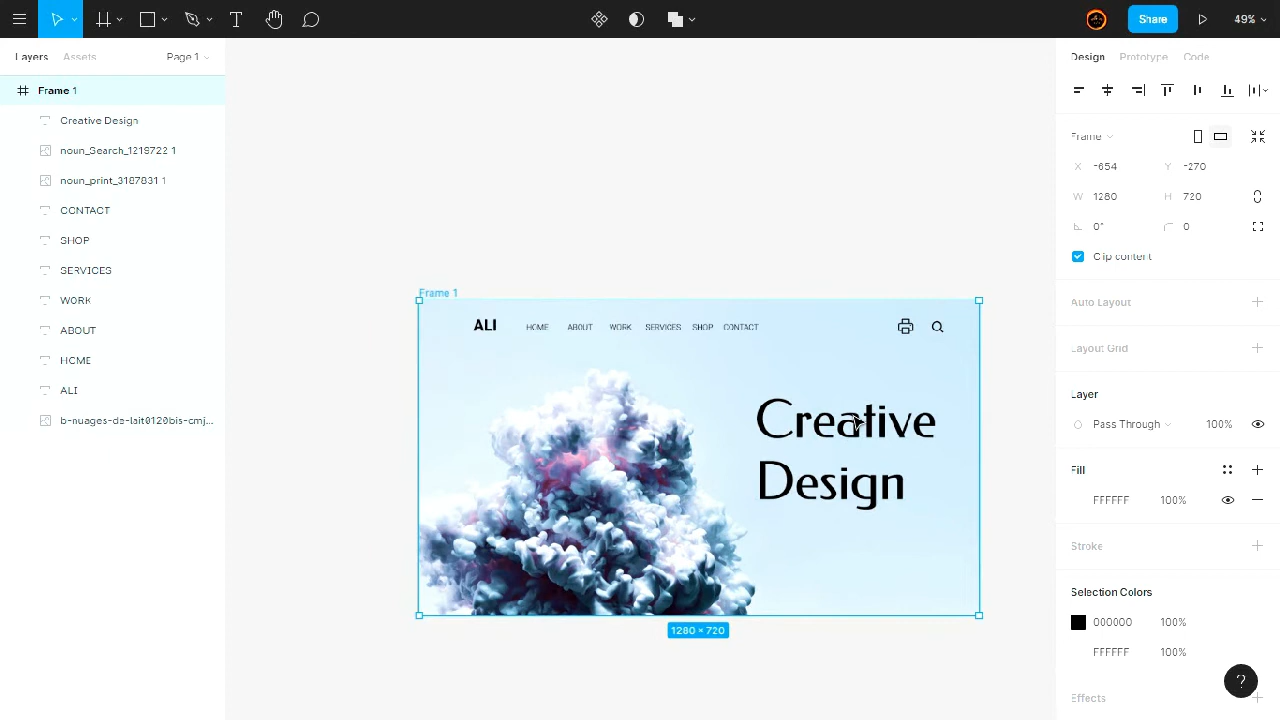 Share
49%
Layers
Assets
Page 1
Design
Prototype
Code
Frame 1
Creative Design
noun_Search_1219722 1
noun_print_3187831 1
CONTACT
SHOP
SERVICES
WORK
ABOUT
HOME
ALI
b-nuages-de-lait0120bis-cmj...
Frame 1
ALI HOME ABOUT WORK SERVICES SHOP CONTACT
Creative
Design
1280 × 720
Frame
X -654 Y -270
W 1280 H 720
0° 0
Clip content
Auto Layout
Layout Grid
Layer
Pass Through 100%
Fill
FFFFFF 100%
Stroke
Selection Colors
000000 100%
FFFFFF 100%
Effects
?